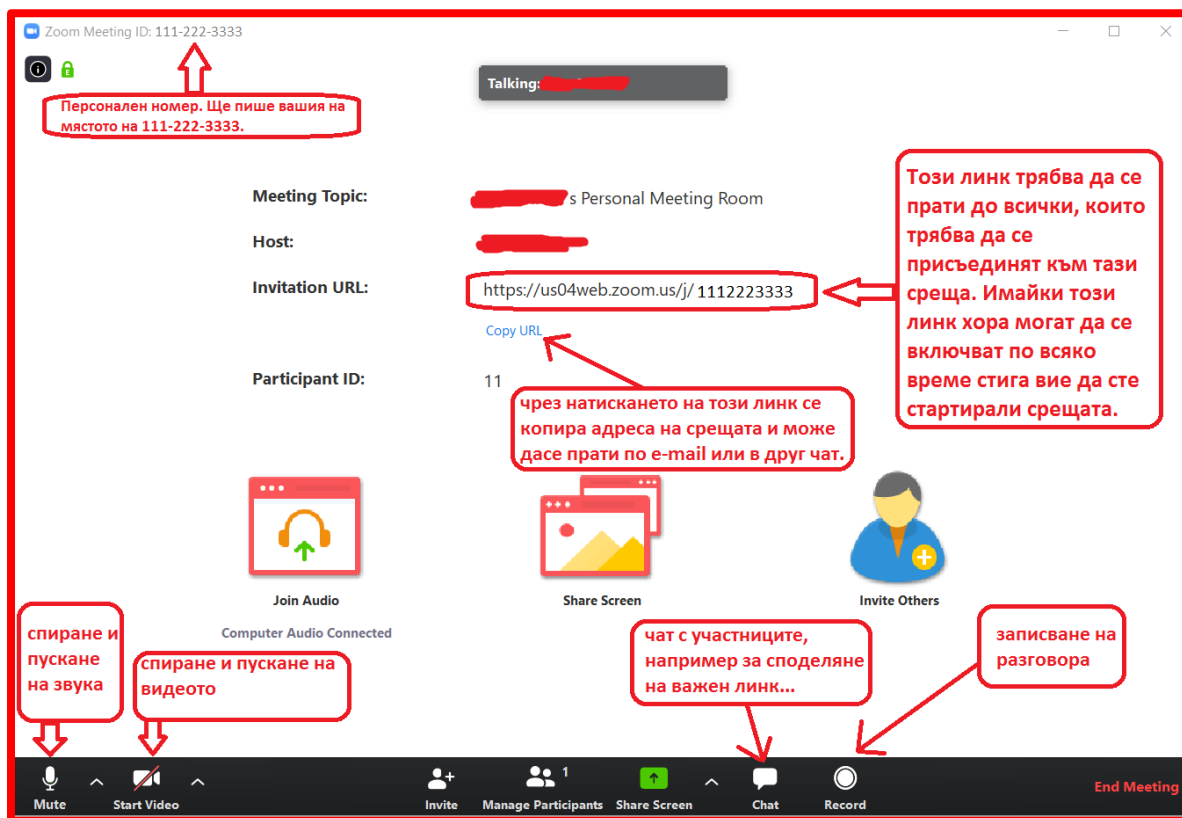 Zoom Meeting ID: 111-222-3333
Персонален номер. Ще пише вашия на
мястото на 111-222-3333.
Talking:
Meeting Topic:
s Personal Meeting Room
Host:
Invitation URL:
https://us04web.zoom.us/j/ 1112223333
Copy URL
Participant ID:
11
Този линк трябва да се
прати до всички, които
трябва да се
присъединят към тази
среща. Имайки този
линк хора могат да се
включват по всяко
време стига вие да сте
стартирали срещата.
чрез натискането на този линк се
копира адреса на срещата и може
дасе прати по e-mail или в друг чат.
Join Audio
Computer Audio Connected
Share Screen
Invite Others
спиране и
пускане
на звука
спиране и пускане на
видеото
чат с участниците,
например за споделяне
на важен линк...
записване на
разговора
Mute
Start Video
Invite
1
Manage Participants
Share Screen
Chat
Record
End Meeting